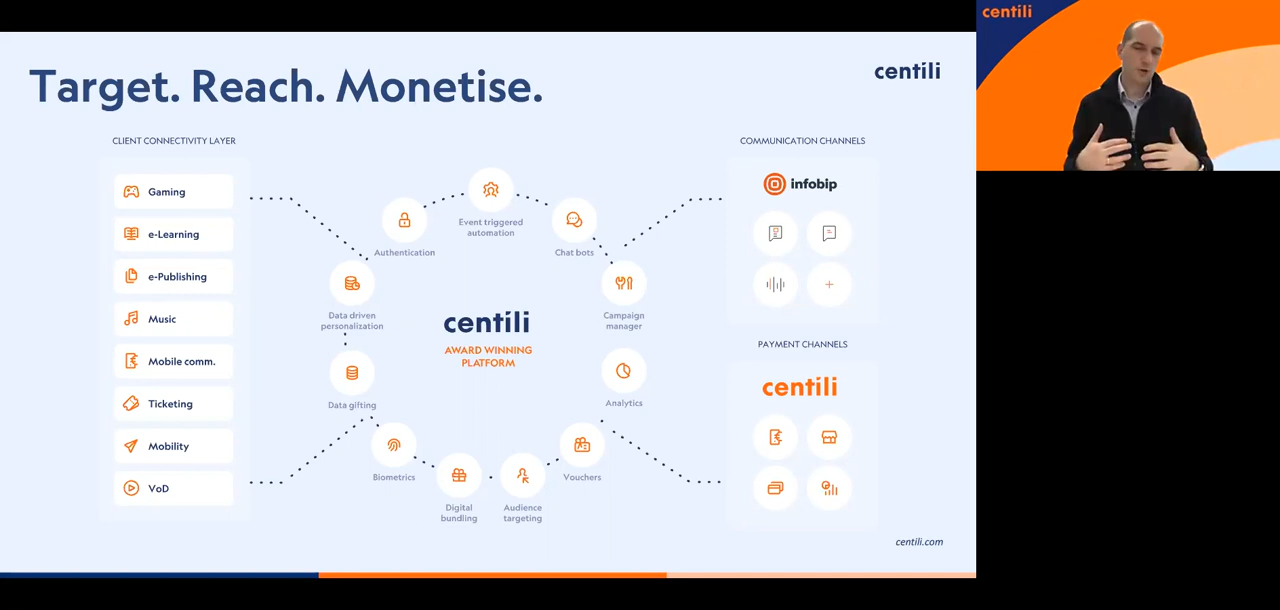 Target. Reach. Monetise.
centili
centili
CLIENT CONNECTIVITY LAYER
Gaming
e-Learning
e-Publishing
Music
Mobile comm.
Ticketing
Mobility
VoD
Authentication
Event triggered
automation
Chat bots
Data driven
personalization
Campaign
manager
centili
AWARD WINNING
PLATFORM
Data gifting
Analytics
Biometrics
Digital
bundling
Audience
targeting
Vouchers
COMMUNICATION CHANNELS
infobip
PAYMENT CHANNELS
centili
centili.com